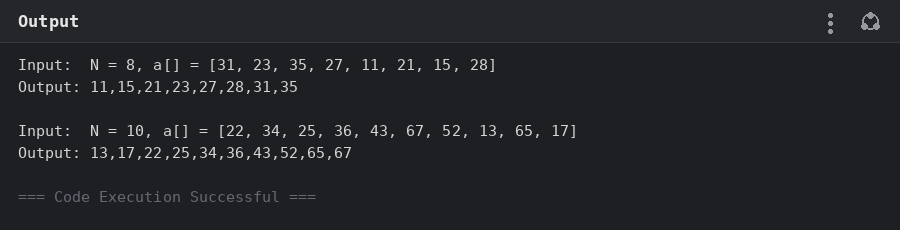 Output
Input:  N = 8, a[] = [31, 23, 35, 27, 11, 21, 15, 28]
Output: 11,15,21,23,27,28,31,35
Input:  N = 10, a[] = [22, 34, 25, 36, 43, 67, 52, 13, 65, 17]
Output: 13,17,22,25,34,36,43,52,65,67
=== Code Execution Successful ===